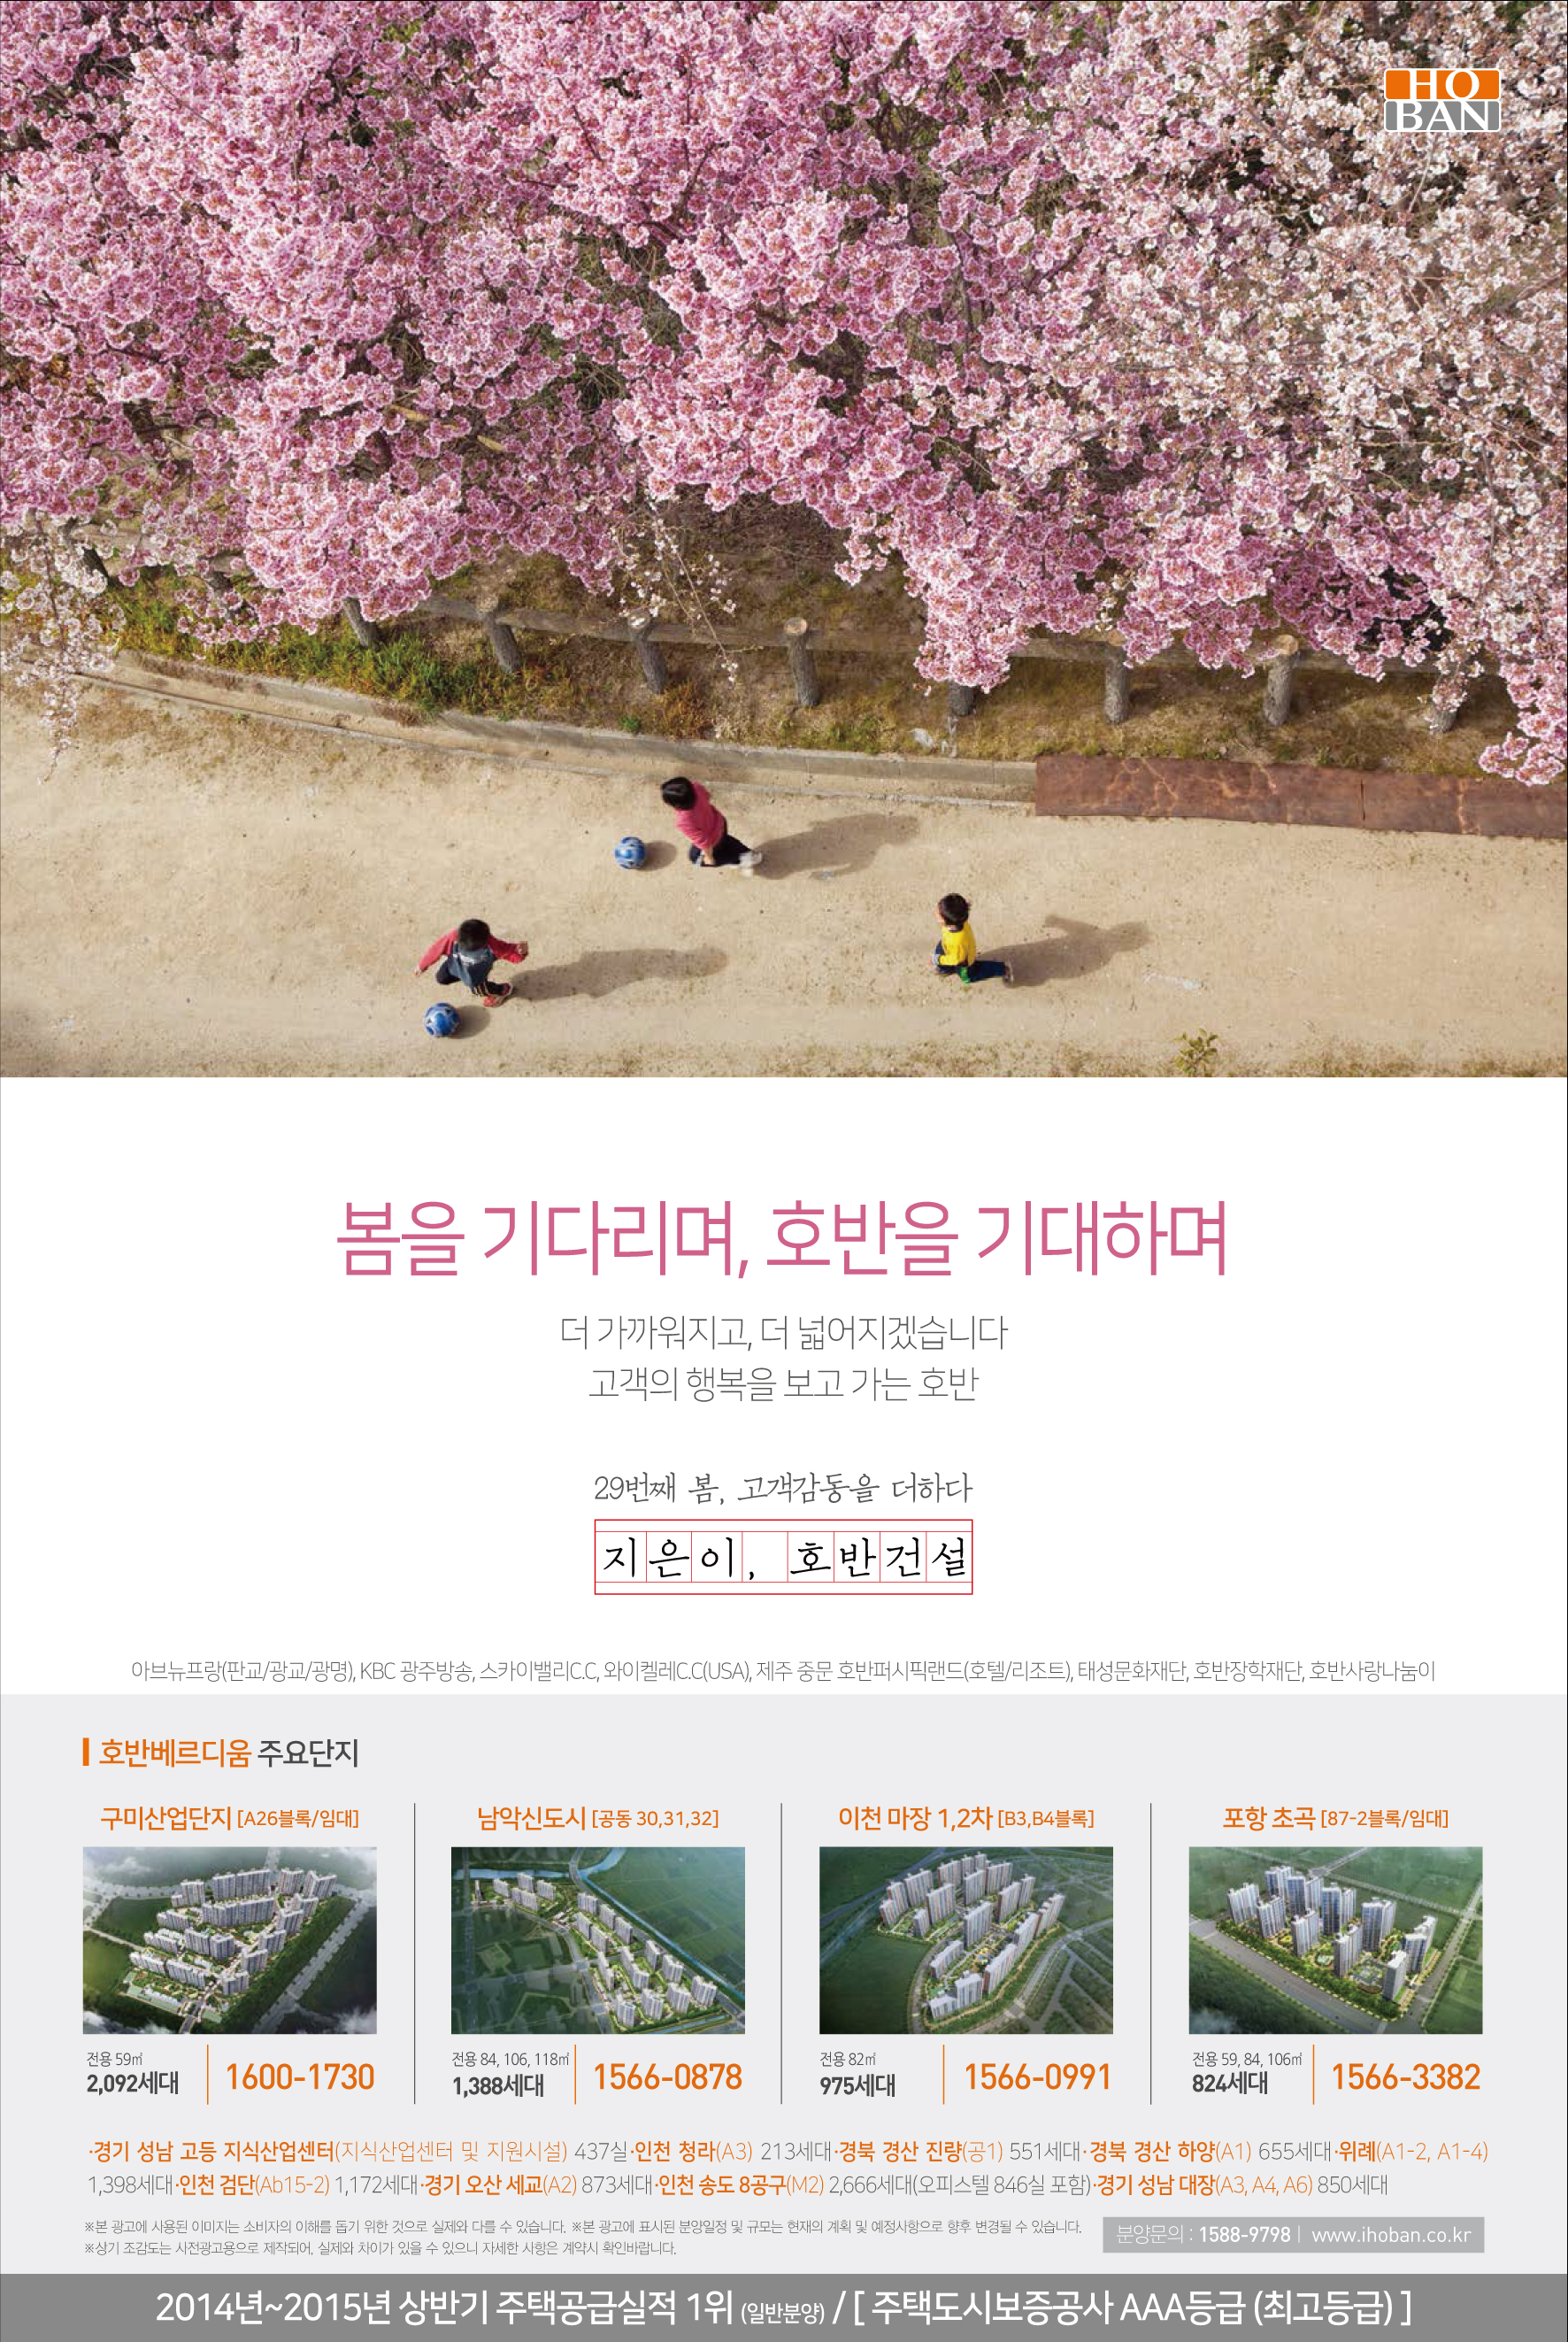 HO
BAN
봄을 기다리며, 호반을 기대하며
더 가까워지고, 더 넓어지겠습니다
고객의 행복을 보고 가는 호반
29번째 봄, 고객감동을 더하다
지은이, 호반건설
아브뉴프랑(판교/광교/광명), KBC 광주방송, 스카이밸리C.C, 와이켈레C.C(USA), 제주 중문 호반퍼시픽랜드(호텔/리조트), 태성문화재단, 호반장학재단, 호반사랑나눔이
호반베르디움 주요단지
구미산업단지 [A26블록/임대]
전용 59㎡
2,092세대
1600-1730
남악신도시 [공동 30,31,32]
전용 84, 106, 118㎡
1,388세대
1566-0878
이천 마장 1,2차 [B3,B4블록]
전용 82㎡
975세대
1566-0991
포항 초곡 [87-2블록/임대]
전용 59, 84, 106㎡
824세대
1566-3382
·경기 성남 고등 지식산업센터(지식산업센터 및 지원시설) 437실·인천 청라(A3) 213세대·경북 경산 진량(공1) 551세대·경북 경산 하양(A1) 655세대·위례(A1-2, A1-4)
1,398세대·인천 검단(Ab15-2) 1,172세대·경기 오산 세교(A2) 873세대·인천 송도 8공구(M2) 2,666세대(오피스텔 846실 포함)·경기 성남 대장(A3, A4, A6) 850세대
※본 광고에 사용된 이미지는 소비자의 이해를 돕기 위한 것으로 실제와 다를 수 있습니다. ※본 광고에 표시된 분양일정 및 규모는 현재의 계획 및 예정사항으로 향후 변경될 수 있습니다.
※상기 조감도는 사전광고용으로 제작되어, 실제와 차이가 있을 수 있으니 자세한 사항은 계약시 확인바랍니다.
분양문의 : 1588-9798 | www.ihoban.co.kr
2014년~2015년 상반기 주택공급실적 1위 (일반분양) / [ 주택도시보증공사 AAA등급 (최고등급) ]